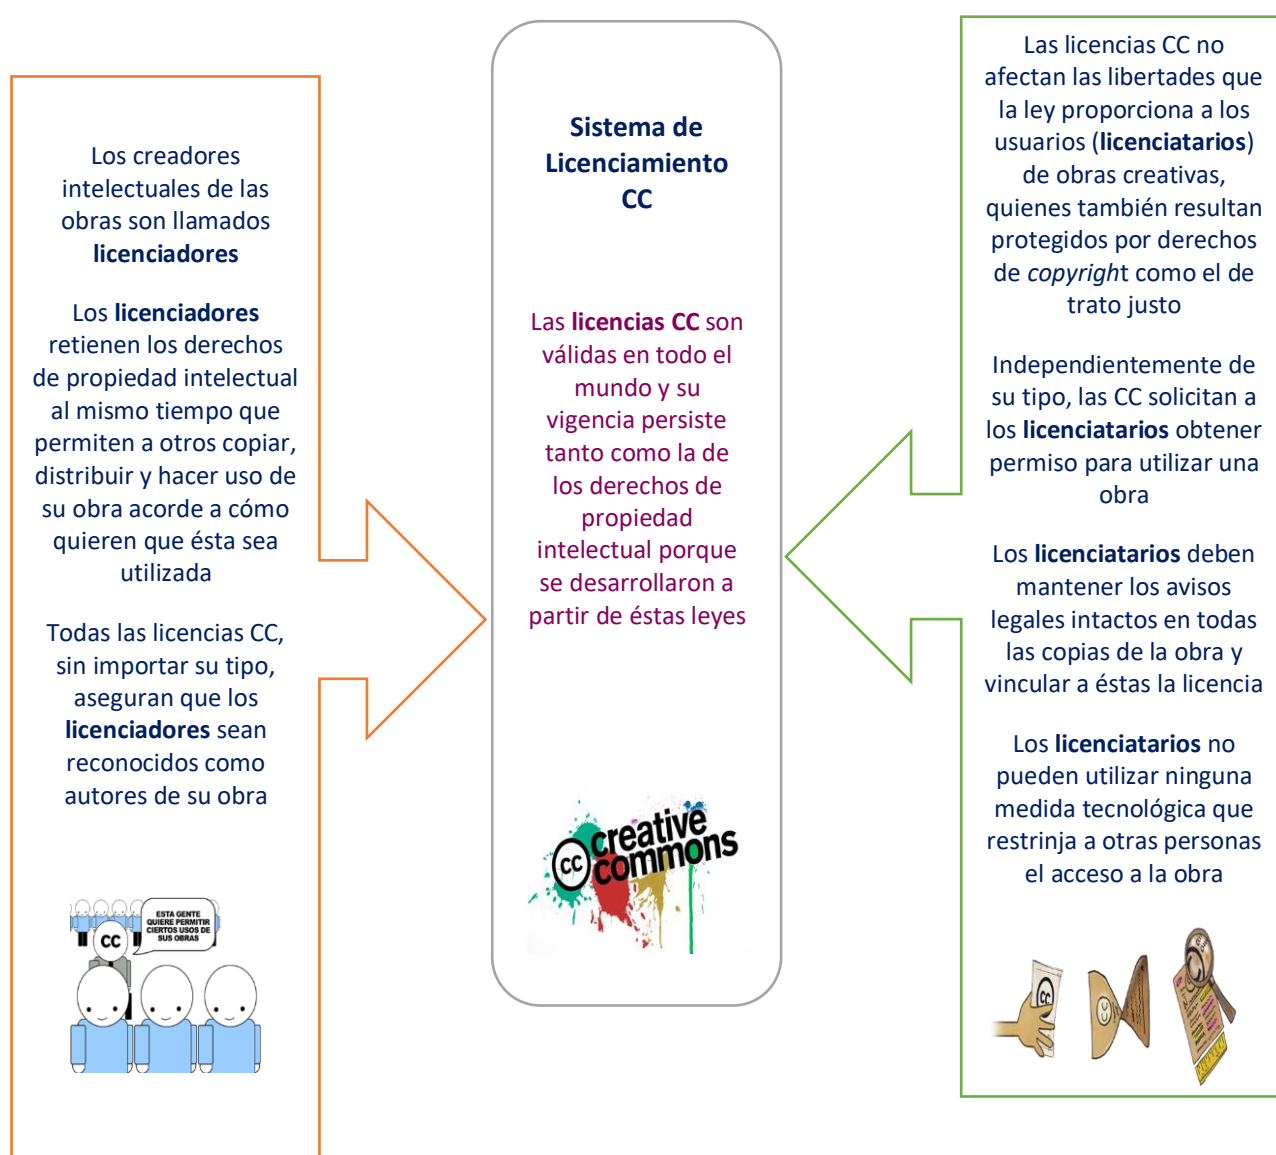 Los creadores
intelectuales de las
obras son llamados
licenciadores
Los licenciadores
retienen los derechos
de propiedad intelectual
al mismo tiempo que
permiten a otros copiar,
distribuir y hacer uso de
su obra acorde a cómo
quieren que ésta sea
utilizada
Todas las licencias CC,
sin importar su tipo,
aseguran que los
licenciadores sean
reconocidos como
autores de su obra
ESTA GENTE
QUIERE PERMITIR
CIERTOS USOS DE
SUS OBRAS
CC
Sistema de
Licenciamiento
CC
Las licencias CC son
válidas en todo el
mundo y su
vigencia persiste
tanto como la de
los derechos de
propiedad
intelectual porque
se desarrollaron a
partir de éstas leyes
cc creative
commons
Las licencias CC no
afectan las libertades que
la ley proporciona a los
usuarios (licenciatarios)
de obras creativas,
quienes también resultan
protegidos por derechos
de copyright como el de
trato justo
Independientemente de
su tipo, las CC solicitan a
los licenciatarios obtener
permiso para utilizar una
obra
Los licenciatarios deben
mantener los avisos
legales intactos en todas
las copias de la obra y
vincular a éstas la licencia
Los licenciatarios no
pueden utilizar ninguna
medida tecnológica que
restrinja a otras personas
el acceso a la obra